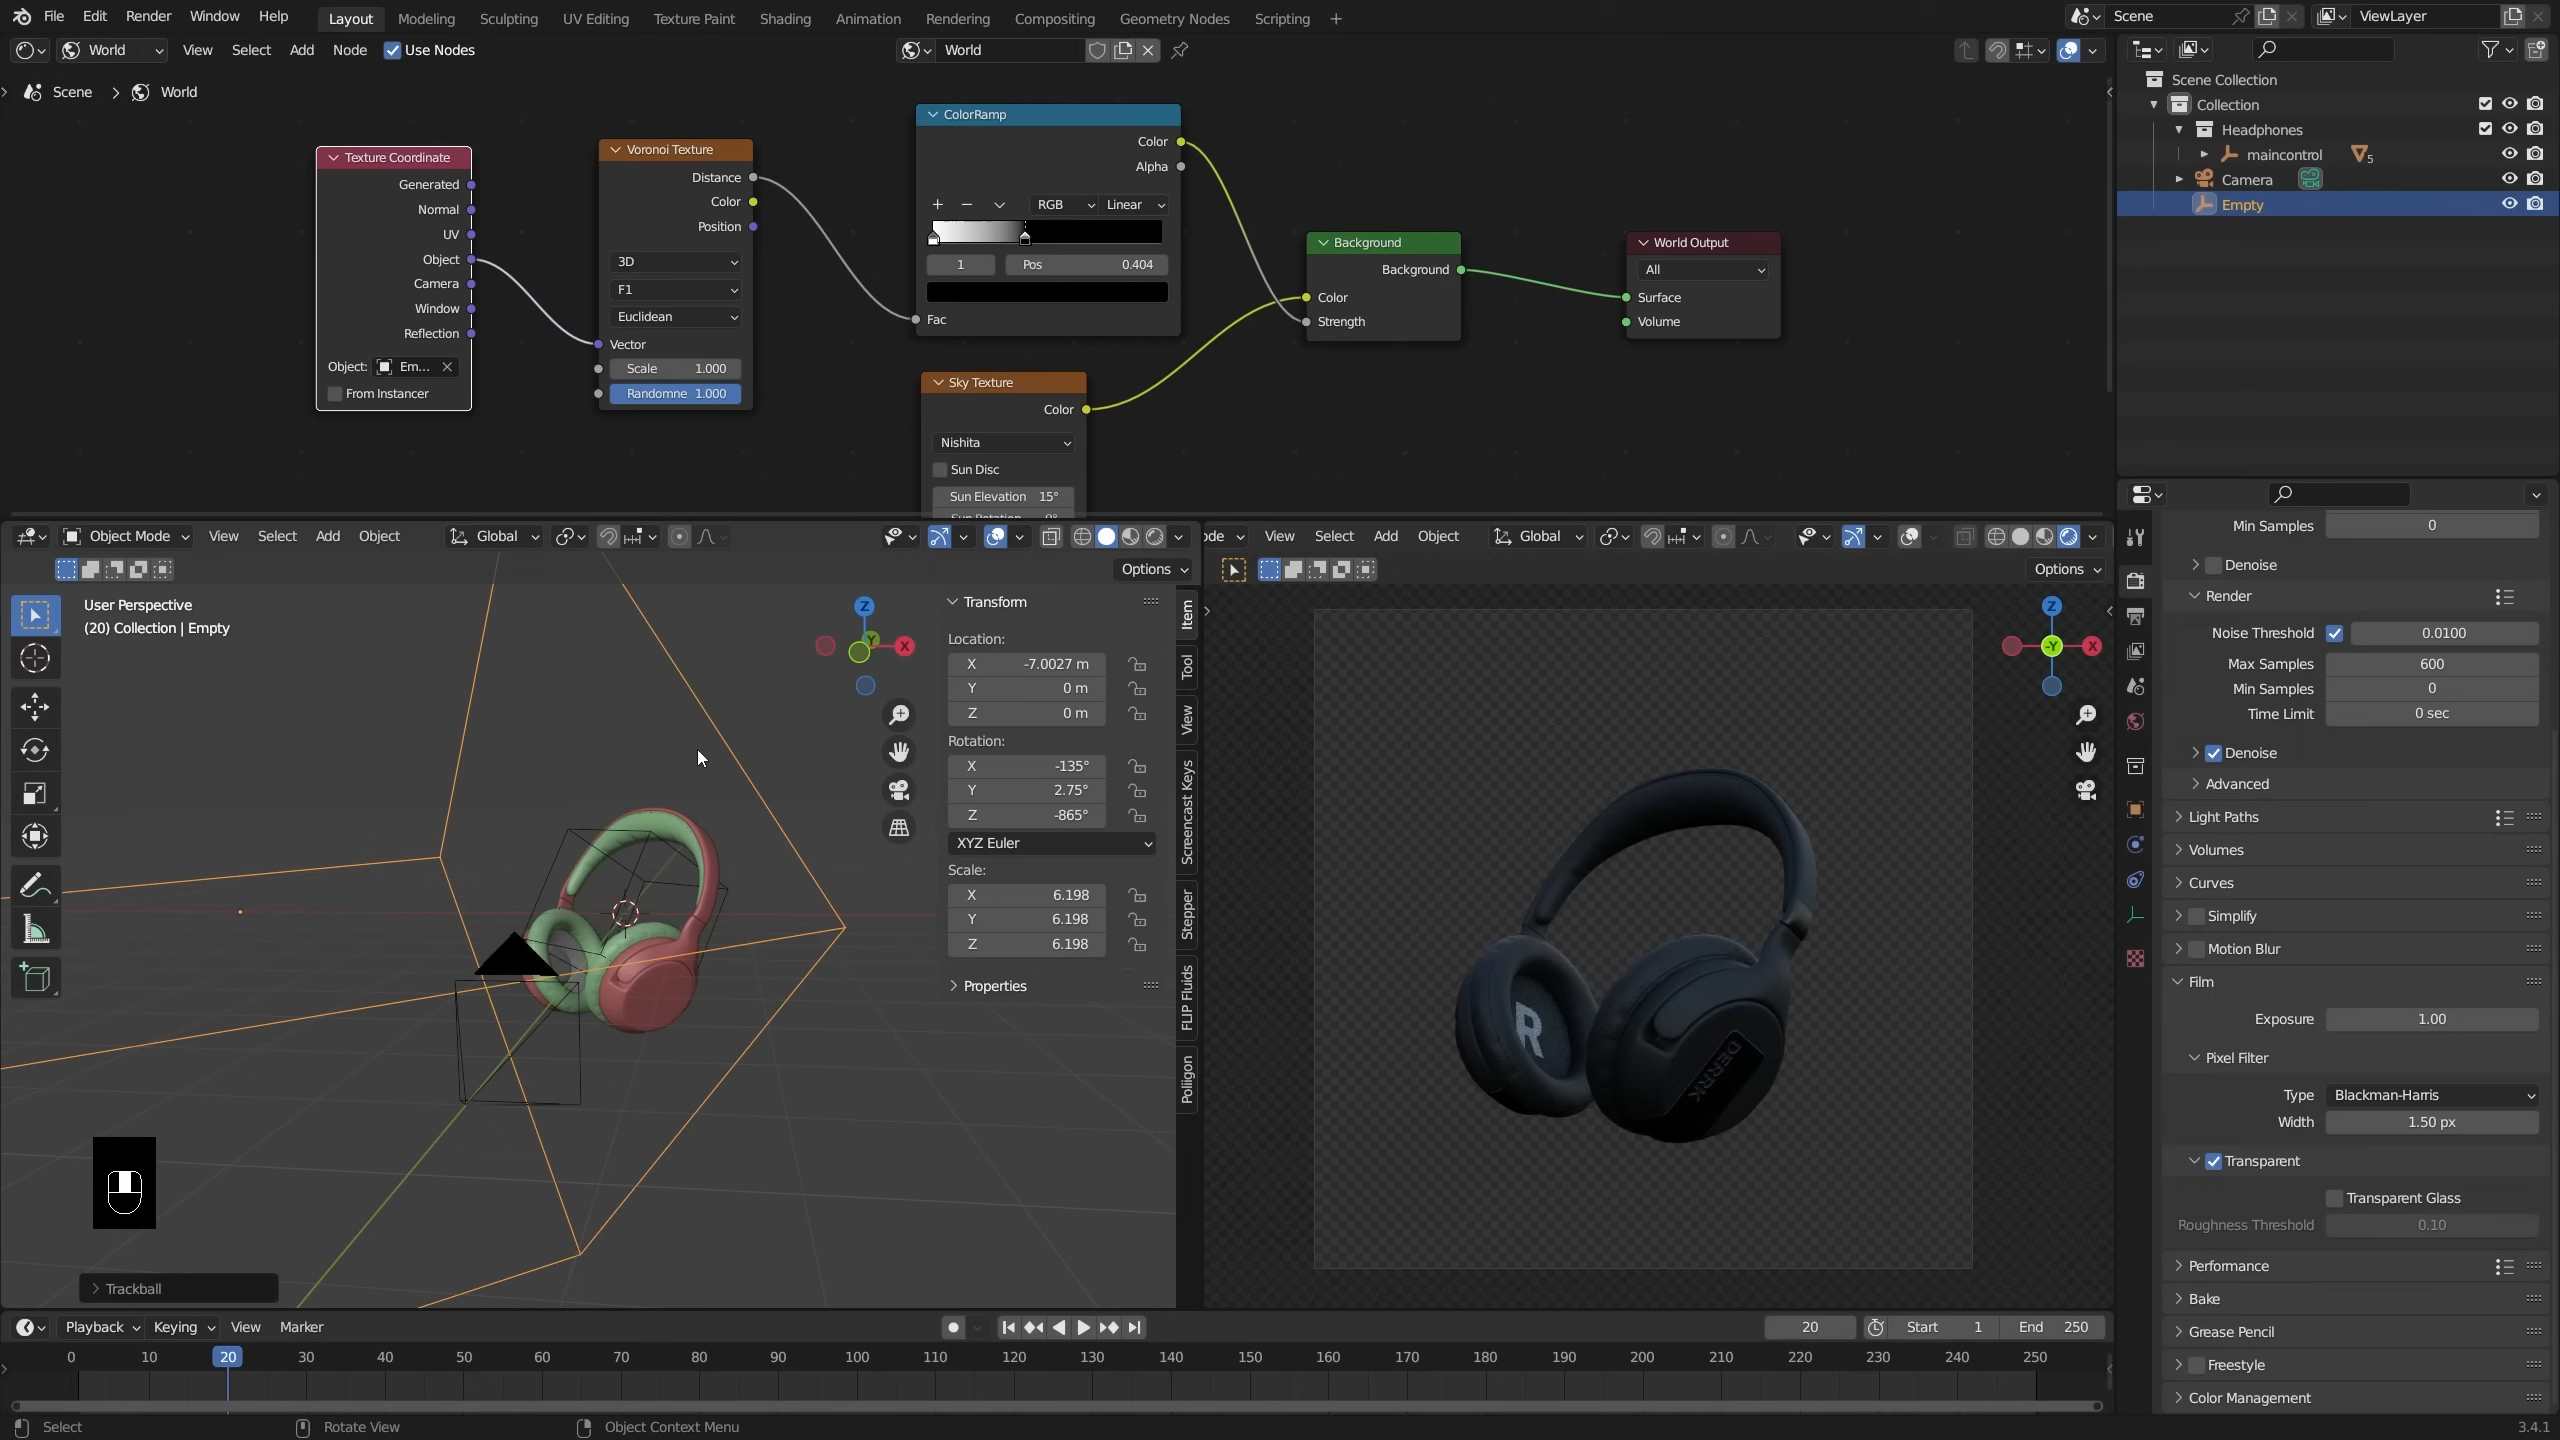 File Edit Render Window Help
Layout Modeling Sculpting UV Editing Texture Paint Shading Animation Rendering Compositing Geometry Nodes Scripting
Scene
ViewLayer
World View Select Add Node Use Nodes
World
Scene World
Texture Coordinate
Generated
Normal
UV
Object
Camera
Window
Reflection
Object: Em...
From Instancer
Voronoi Texture
Distance
Color
Position
3D
F1
Euclidean
Vector
Scale 1.000
Randomne 1.000
ColorRamp
Color
Alpha
RGB Linear
1 Pos 0.404
Fac
Sky Texture
Color
Nishita
Sun Disc
Sun Elevation 15°
Background
Background
Color
Strength
World Output
All
Surface
Volume
Scene Collection
Collection
Headphones
maincontrol 5
Camera
Empty
Object Mode View Select Add Object Global
Options
User Perspective
(20) Collection | Empty
Z
Y
X
Transform
Location:
X -7.0027 m
Y 0 m
Z 0 m
Rotation:
X -135°
Y 2.75°
Z -865°
XYZ Euler
Scale:
X 6.198
Y 6.198
Z 6.198
Properties
Item
Tool
View
Screencast Keys
Stepper
FLIP Fluids
Poliigon
Trackball
ode View Select Add Object Global
Options
Z
-Y
X
R
DERRK
Min Samples 0
Denoise
Render
Noise Threshold 0.0100
Max Samples 600
Min Samples 0
Time Limit 0 sec
Denoise
Advanced
Light Paths
Volumes
Curves
Simplify
Motion Blur
Film
Exposure 1.00
Pixel Filter
Type Blackman-Harris
Width 1.50 px
Transparent
Transparent Glass
Roughness Threshold 0.10
Performance
Bake
Grease Pencil
Freestyle
Color Management
Playback Keying View Marker
20 Start 1 End 250
0 10 20 30 40 50 60 70 80 90 100 110 120 130 140 150 160 170 180 190 200 210 220 230 240 250
Select Rotate View Object Context Menu
3.4.1